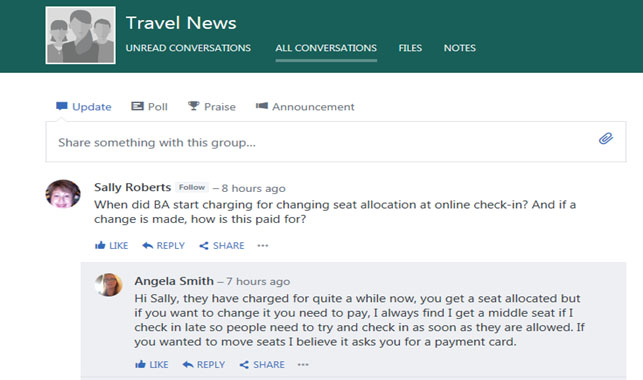 Travel News
UNREAD CONVERSATIONS ALL CONVERSATIONS FILES NOTES
Update Poll Praise Announcement
Share something with this group...
Sally Roberts Follow – 8 hours ago
When did BA start charging for changing seat allocation at online check-in? And if a
change is made, how is this paid for?
LIKE REPLY SHARE •••
Angela Smith – 7 hours ago
Hi Sally, they have charged for quite a while now, you get a seat allocated but
if you want to change it you need to pay, I always find I get a middle seat if I
check in late so people need to try and check in as soon as they are allowed. If
you wanted to move seats I believe it asks you for a payment card.
LIKE REPLY SHARE •••